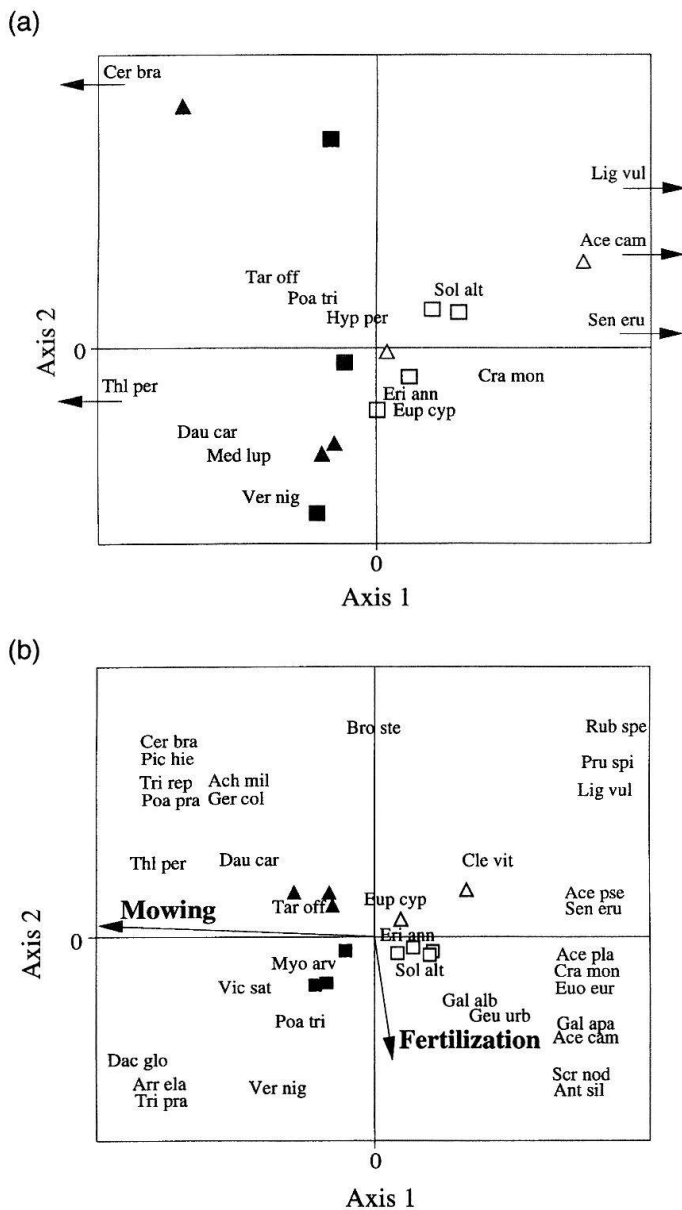 (a)
Cer bra
Lig vul
Ace cam
Tar off
Sol alt
Poa tri
Hyp per
Sen eru
Axis 2
0
Cra mon
Thl per
Eri ann
Eup cyp
Dau car
Med lup
Ver nig
0
Axis 1
(b)
Bro ste
Rub spe
Cer bra
Pic hie
Pru spi
Tri rep
Ach mil
Lig vul
Poa pra
Ger col
Thl per
Dau car
Cle vit
Eup cyp
Ace pse
Tar off
Sen eru
Mowing
Axis 2
0
Eri ann
Myo arv
Sol alt
Ace pla
Cra mon
Vic sat
Euo eur
Gal alb
Geu urb
Poa tri
Gal apa
Fertilization
Ace cam
Dac glo
Arr ela
Ver nig
Scr nod
Tri pra
Ant sil
0
Axis 1